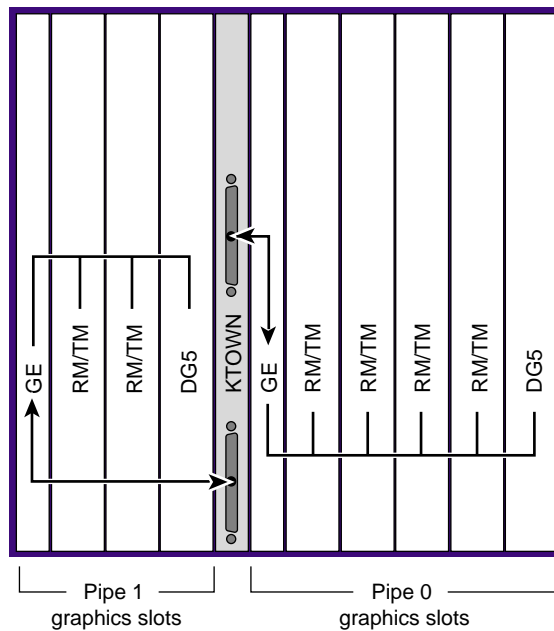 GE
RM/TM
RM/TM
DG5
KTOWN
GE
RM/TM
RM/TM
RM/TM
RM/TM
DG5
Pipe 1
graphics slots
Pipe 0
graphics slots